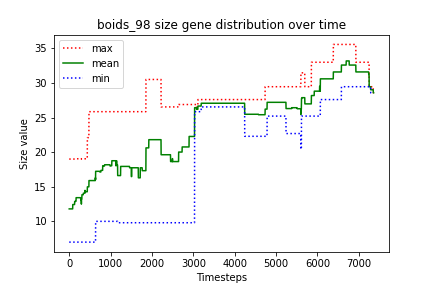 boids_98 size gene distribution over time
max
mean
min
Size value
35
30
25
20
15
10
0 1000 2000 3000 4000 5000 6000 7000
Timesteps